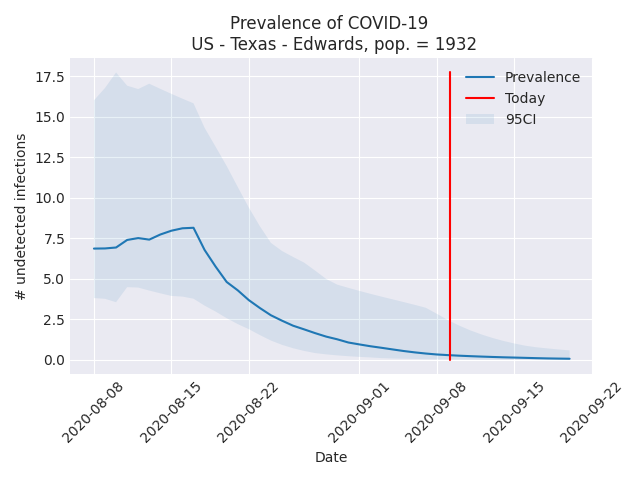 Prevalence of COVID-19
US - Texas - Edwards, pop. = 1932
17.5
15.0
12.5
10.0
7.5
5.0
2.5
0.0
# undetected infections
Prevalence
Today
95CI
2020-08-08
2020-08-15
2020-08-22
2020-09-01
2020-09-08
2020-09-15
2020-09-22
Date